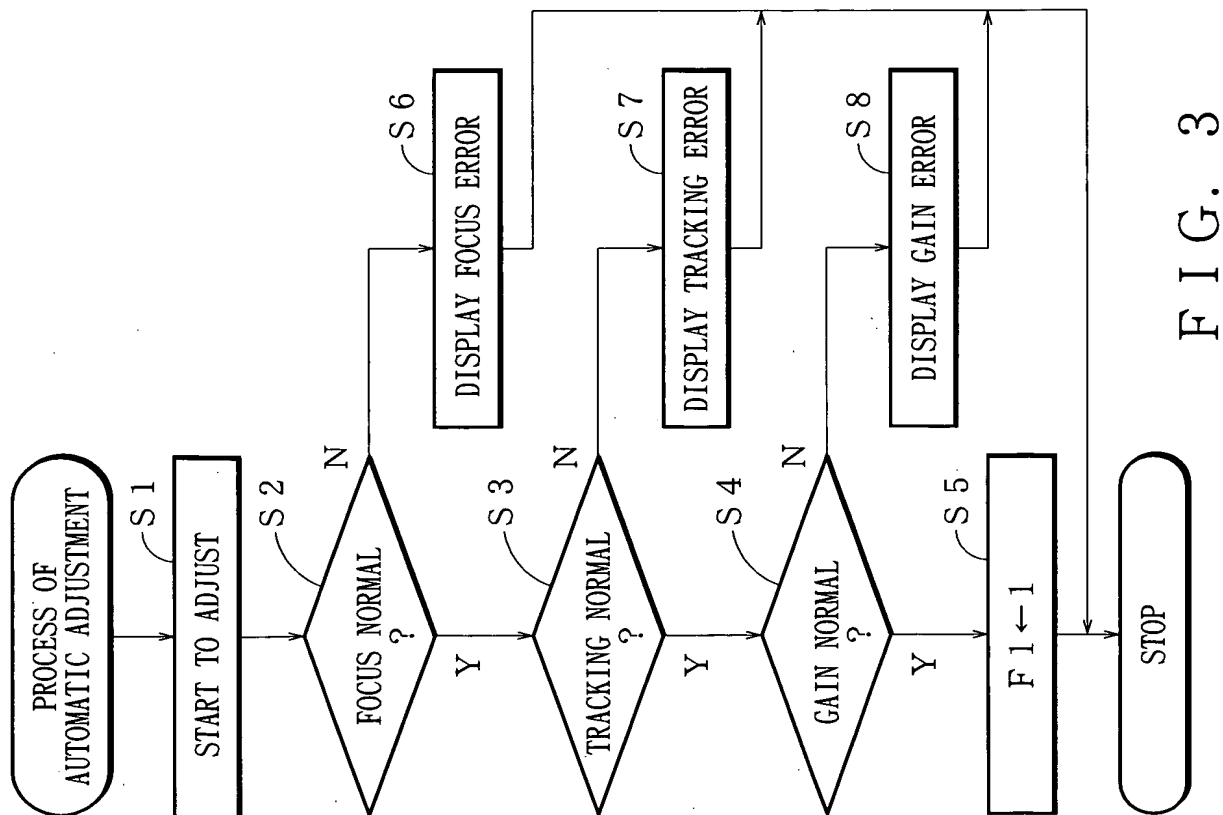 PROCESS OF
AUTOMATIC ADJUSTMENT
S1
START TO ADJUST
S2
FOCUS NORMAL
?
N
Y
S6
DISPLAY FOCUS ERROR
S3
TRACKING NORMAL
?
N
Y
S7
DISPLAY TRACKING ERROR
S4
GAIN NORMAL
?
N
Y
S8
DISPLAY GAIN ERROR
S5
F1←1
STOP
FIG. 3